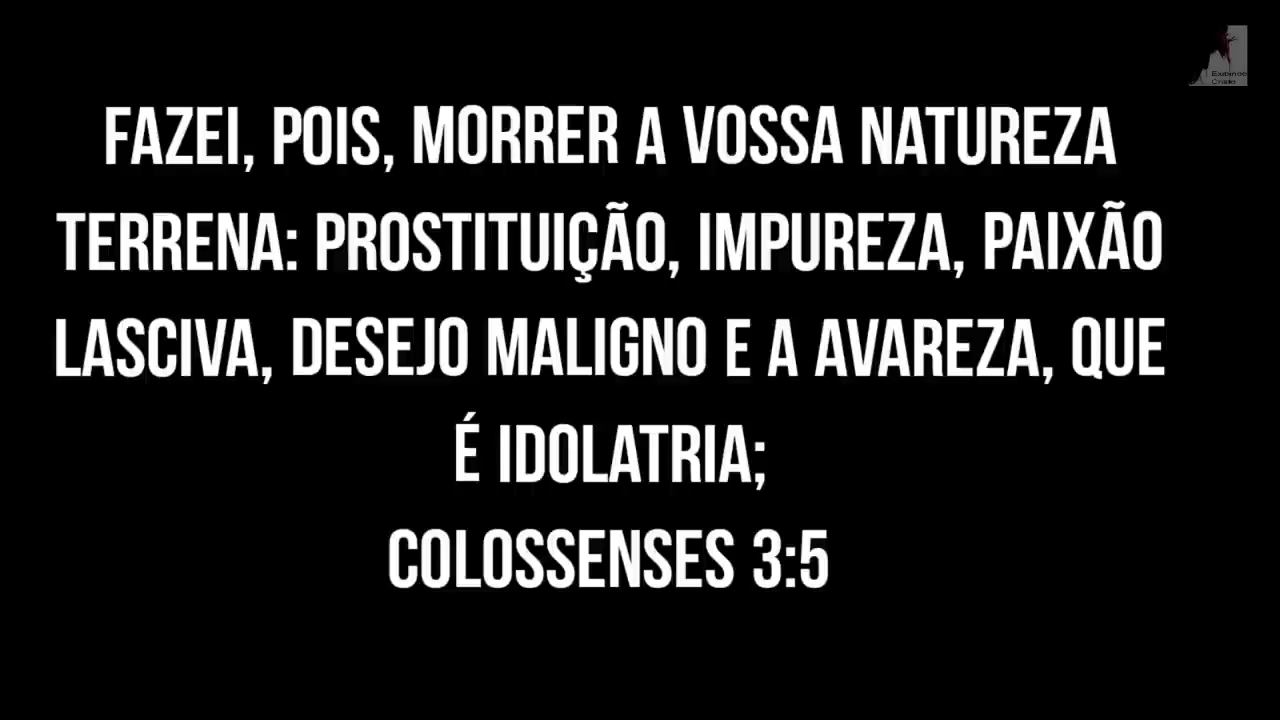 FAZEI, POIS, MORRER A VOSSA NATUREZA
TERRENA: PROSTITUIÇÃO, IMPUREZA, PAIXÃO
LASCIVA, DESEJO MALIGNO E A AVAREZA, QUE
É IDOLATRIA;
COLOSSENSES 3:5